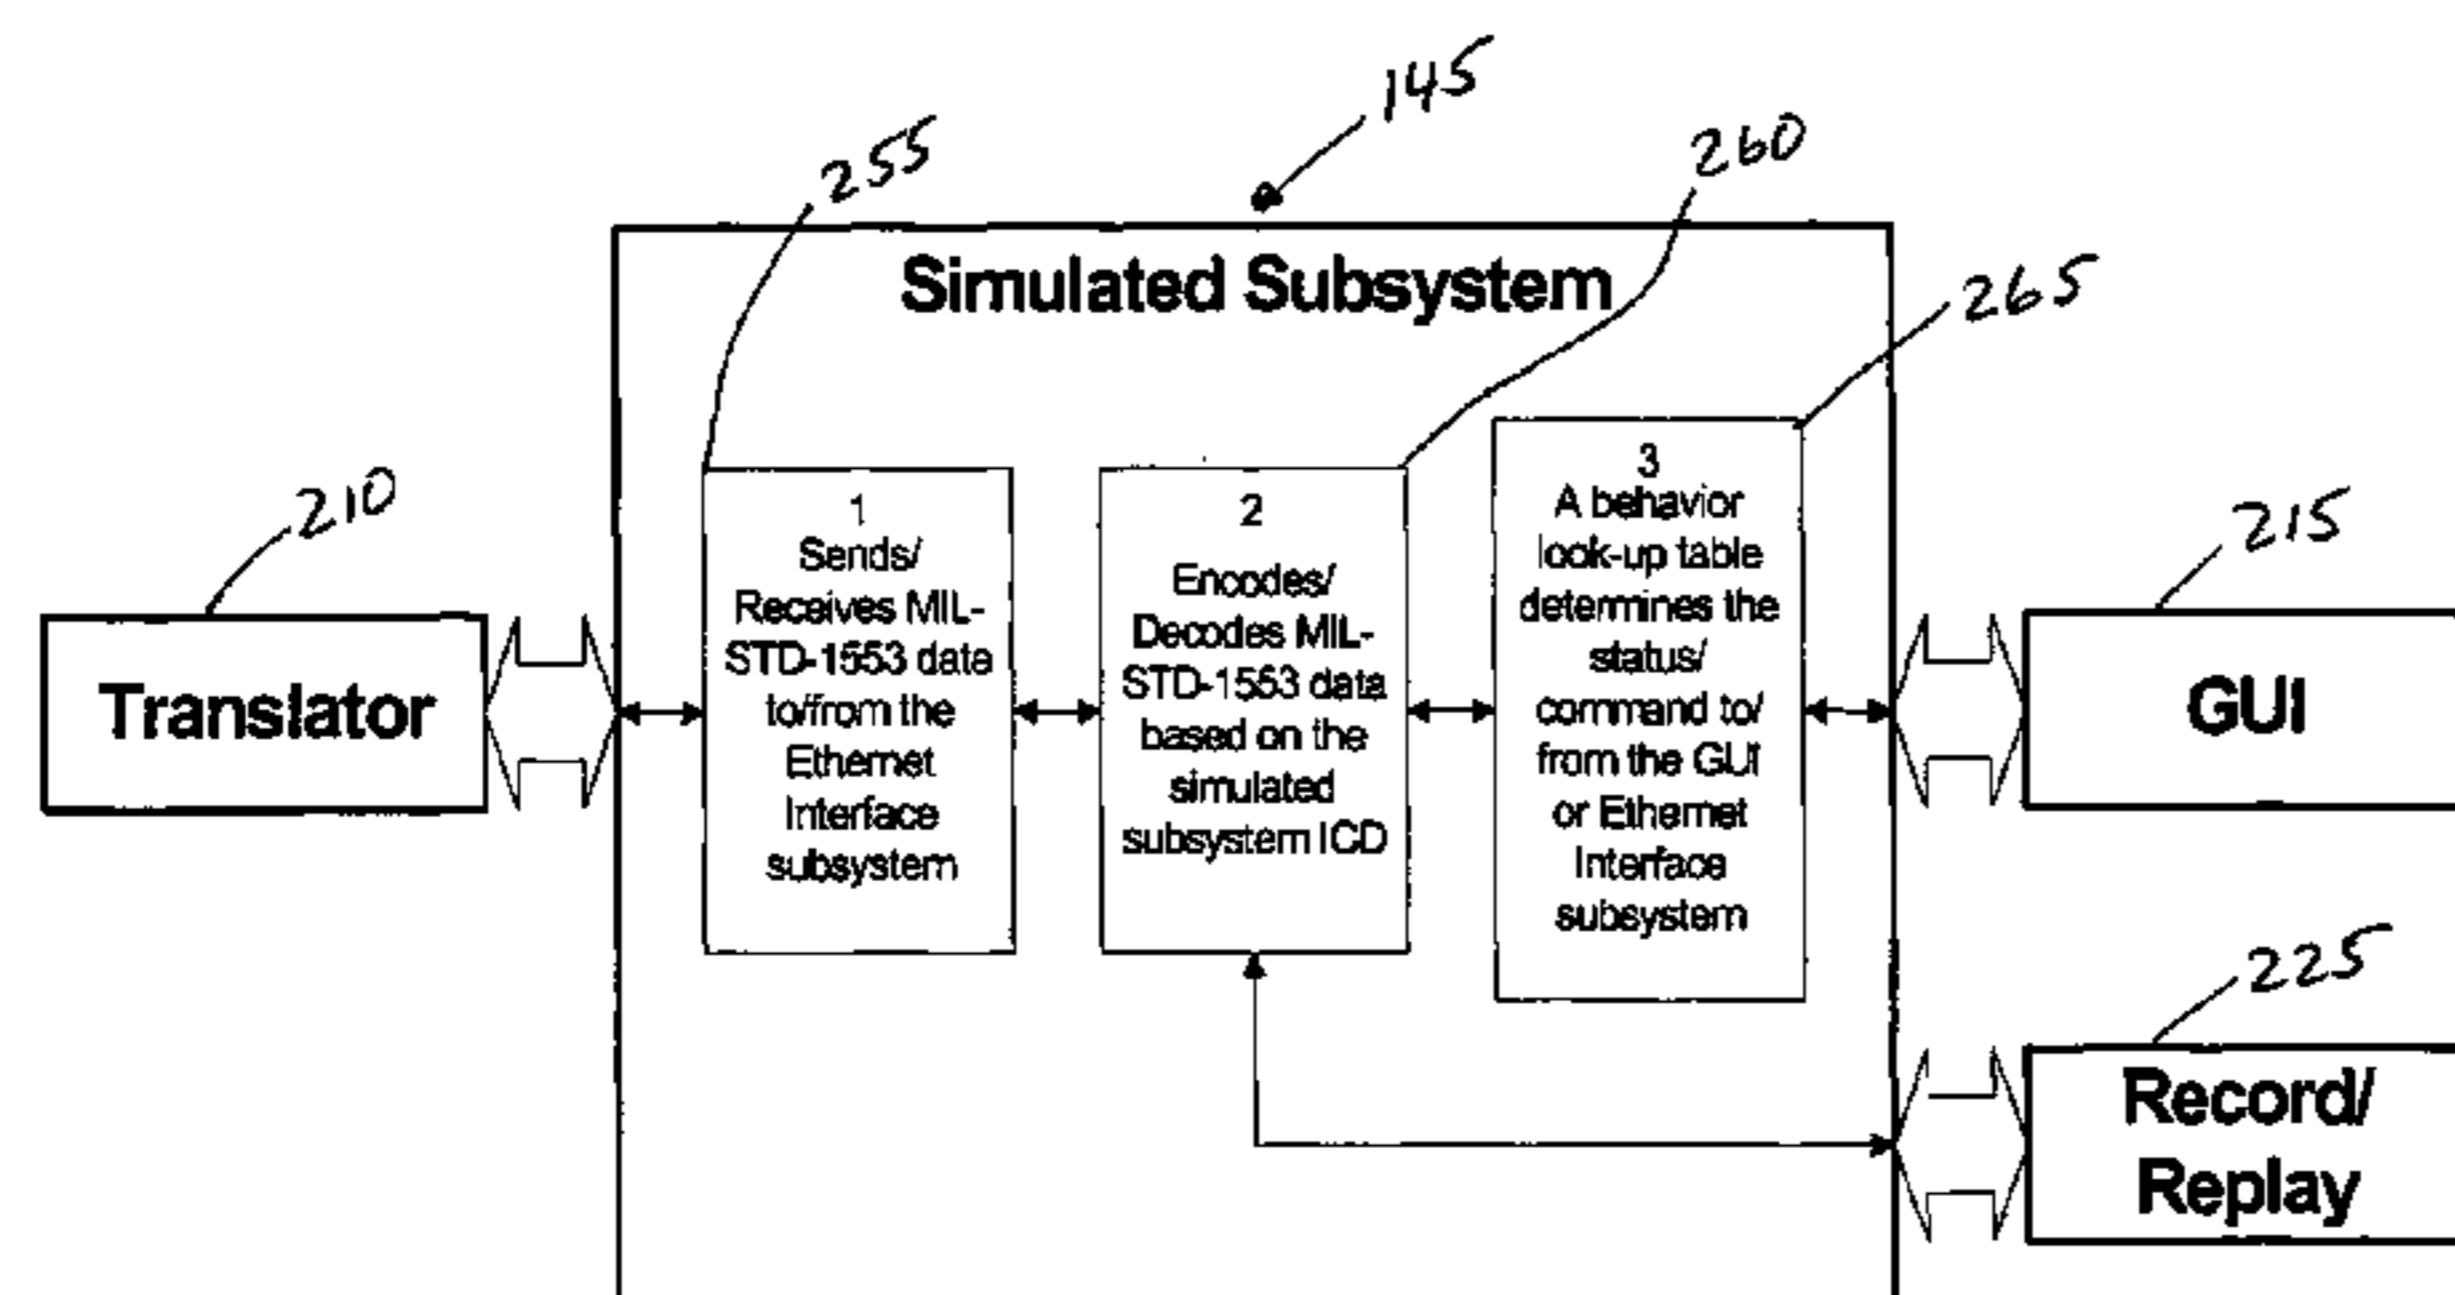 145
255
260
Simulated Subsystem
265
210
Translator
1
Sends/
Receives MIL-
STD-1553 data
to/from the
Ethernet
Interface
subsystem
2
Encodes/
Decodes MIL-
STD-1553 data
based on the
simulated
subsystem ICD
3
A behavior
look-up table
determines the
status/
command to/
from the GUI
or Ethernet
Interface
subsystem
215
GUI
225
Record/
Replay